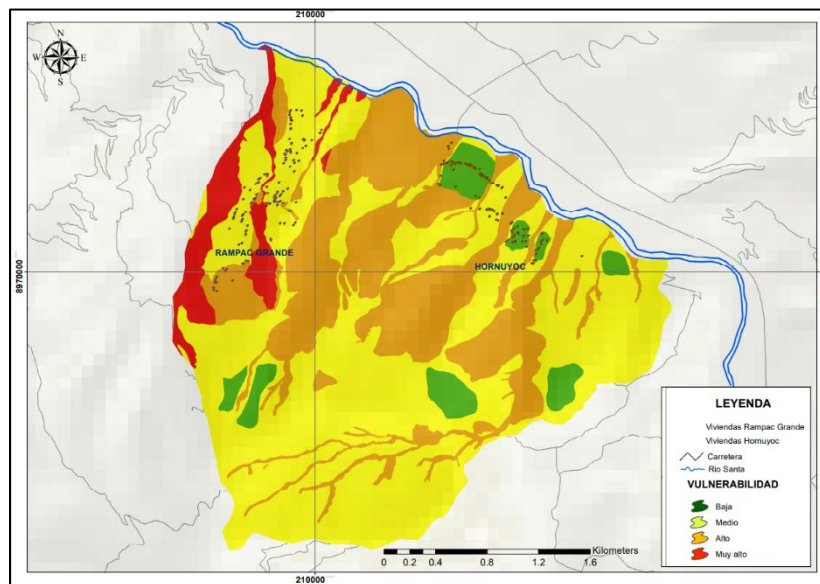 210000
N
W E
S
8970000
RAMPAC GRANDE
HORNUYOC
LEYENDA
Viviendas Rampac Grande
Viviendas Hornuyoc
Carretera
Rio Santa
VULNERABILIDAD
Baja
Medio
Alto
Muy alto
Kilometers
0 0.2 0.4 0.8 1.2 1.6
210000